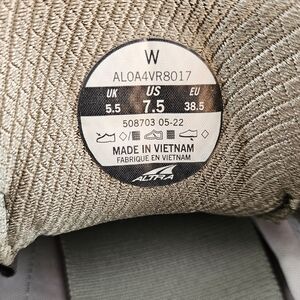 W
AL0A4VR8017
UK US EU
5.5 7.5 38.5
508703 05-22
MADE IN VIETNAM
FABRIQUE EN VIETNAM
ALTRA